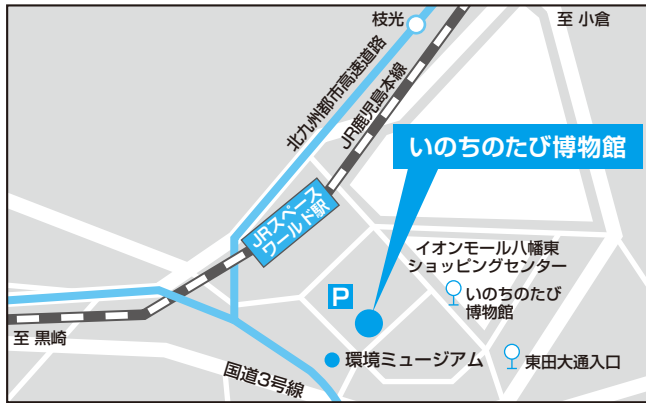 枝光
至 小倉
北九州都市高速道路
JR鹿児島本線
いのちのたび博物館
JRスペース
ワールド駅
イオンモール八幡東
ショッピングセンター
P
いのちのたび
博物館
至 黒崎
環境ミュージアム
東田大通入口
国道3号線